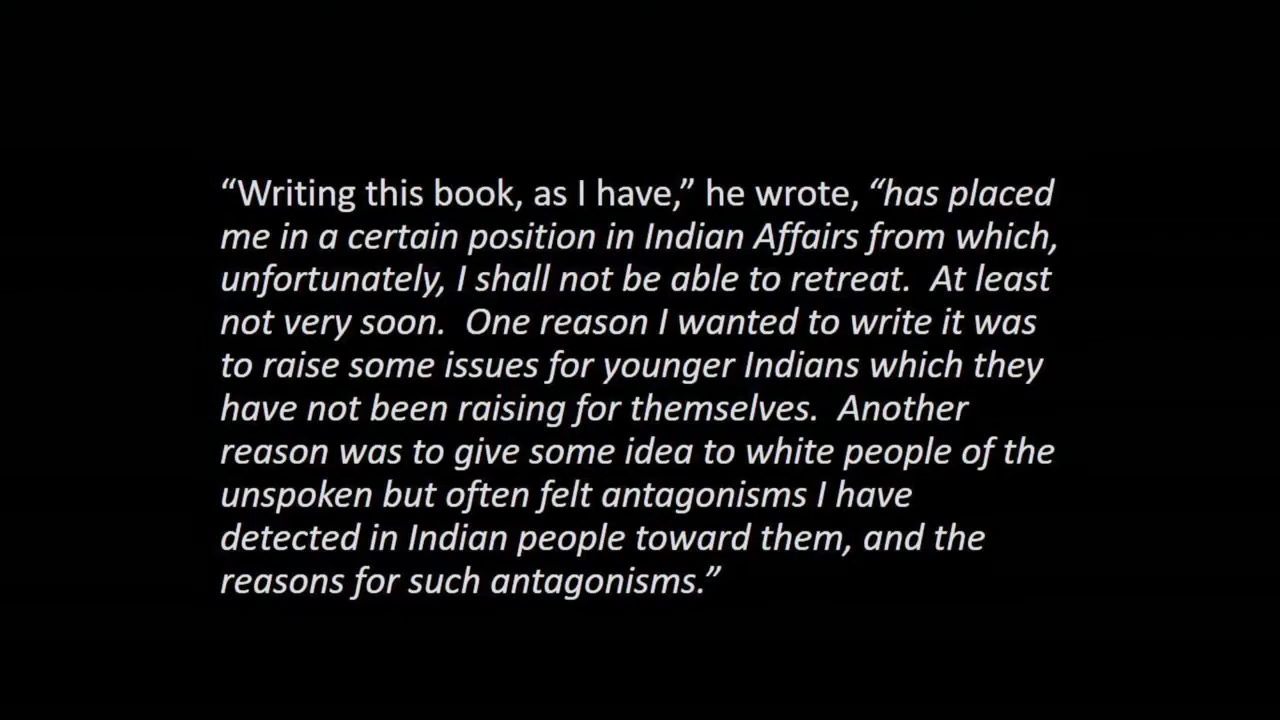 “Writing this book, as I have,” he wrote, “has placed
me in a certain position in Indian Affairs from which,
unfortunately, I shall not be able to retreat.  At least
not very soon.  One reason I wanted to write it was
to raise some issues for younger Indians which they
have not been raising for themselves.  Another
reason was to give some idea to white people of the
unspoken but often felt antagonisms I have
detected in Indian people toward them, and the
reasons for such antagonisms.”